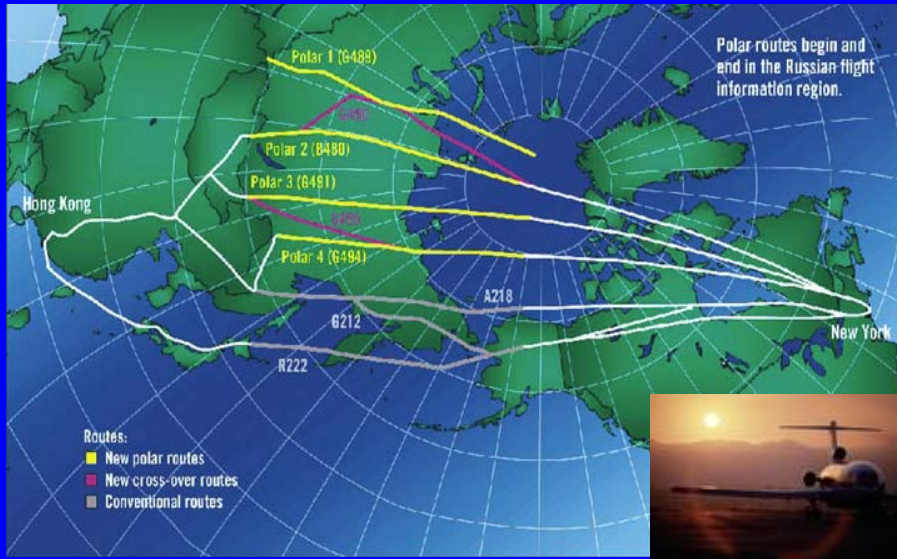 Polar 1 (G489)
Polar routes begin and
end in the Russian flight
information region.
G490
Polar 2 (B480)
Polar 3 (G491)
Hong Kong
Polar 4 (G494)
A218
G212
New York
R222
Routes:
New polar routes
New cross-over routes
Conventional routes